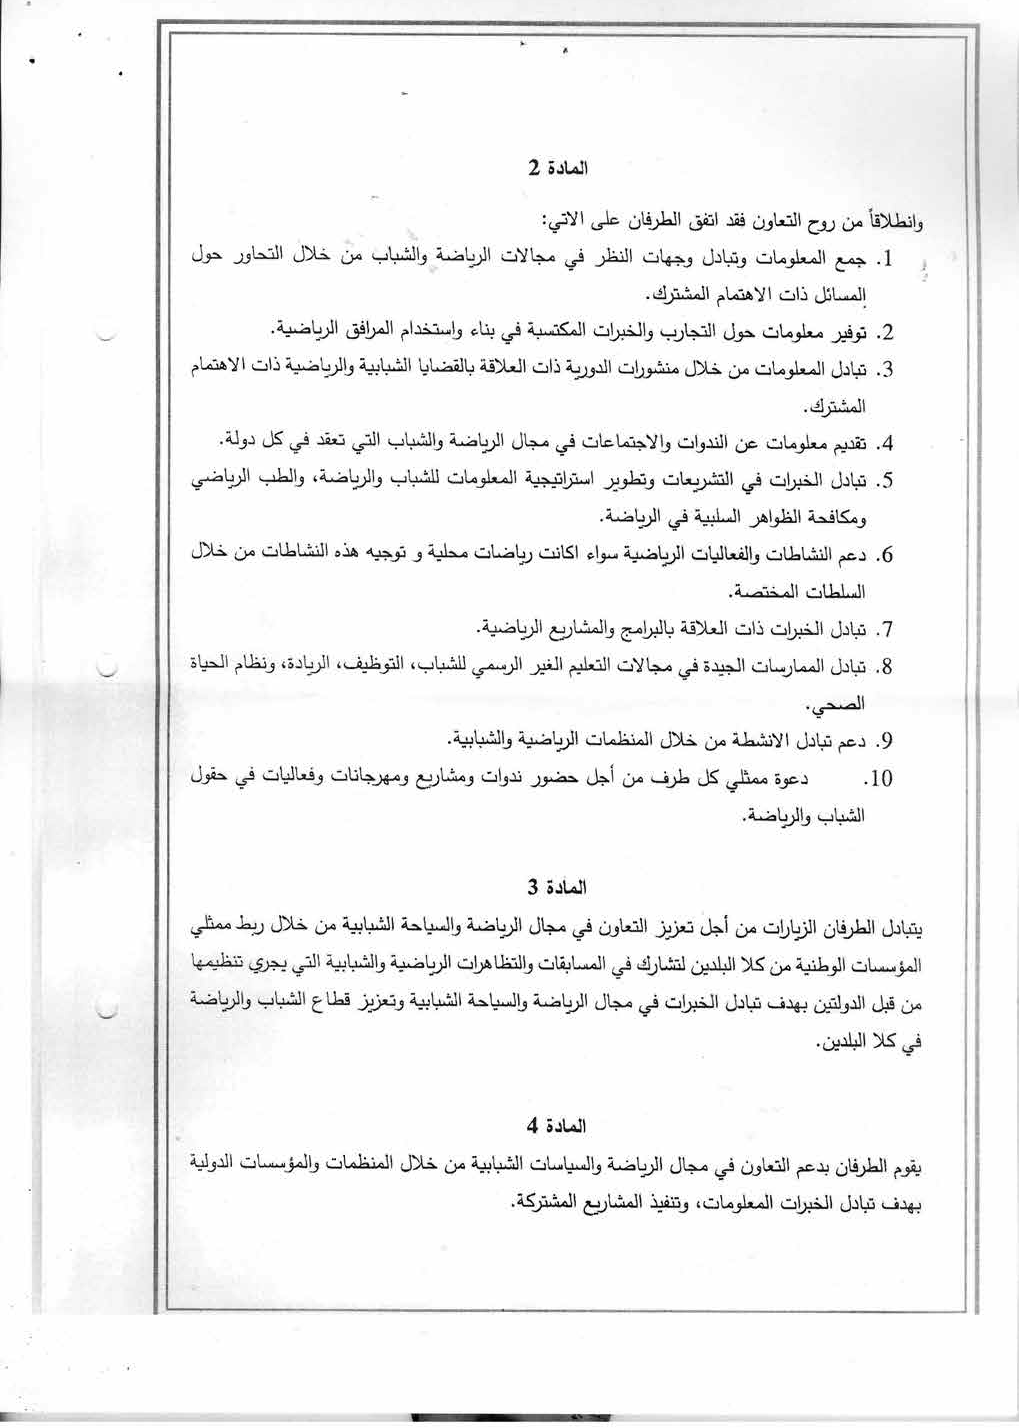 المادة 2
وانطلاقاً من روح التعاون فقد اتفق الطرفان على الاتي:
1. جمع المعلومات وتبادل وجهات النظر في مجالات الرياضة والشباب من خلال التحاور حول
المسائل ذات الاهتمام المشترك.
2. توفير معلومات حول التجارب والخبرات المكتسبة في بناء واستخدام المرافق الرياضية.
3. تبادل المعلومات من خلال منشورات الدورية ذات العلاقة بالقضايا الشبابية والرياضية ذات الاهتمام
المشترك.
4. تقديم معلومات عن الندوات والاجتماعات في مجال الرياضة والشباب التي تعقد في كل دولة.
5. تبادل الخبرات في التشريعات وتطوير استراتيجية المعلومات للشباب والرياضة، والطب الرياضي
ومكافحة الظواهر السلبية في الرياضة.
6. دعم النشاطات والفعاليات الرياضية سواء اكانت رياضات محلية و توجيه هذه النشاطات من خلال
السلطات المختصة.
7. تبادل الخبرات ذات العلاقة بالبرامج والمشاريع الرياضية.
8. تبادل الممارسات الجيدة في مجالات التعليم الغير الرسمي للشباب، التوظيف، الريادة، ونظام الحياة
الصحي.
9. دعم تبادل الانشطة من خلال المنظمات الرياضية والشبابية.
10. دعوة ممثلي كل طرف من أجل حضور ندوات ومشاريع ومهرجانات وفعاليات في حقول
الشباب والرياضة.
المادة 3
يتبادل الطرفان الزيارات من أجل تعزيز التعاون في مجال الرياضة والسياحة الشبابية من خلال ربط ممثلي
المؤسسات الوطنية من كلا البلدين لتشارك في المسابقات والتظاهرات الرياضية والشبابية التي يجري تنظيمها
من قبل الدولتين بهدف تبادل الخبرات في مجال الرياضة والسياحة الشبابية وتعزيز قطاع الشباب والرياضة
في كلا البلدين.
المادة 4
يقوم الطرفان بدعم التعاون في مجال الرياضة والسياسات الشبابية من خلال المنظمات والمؤسسات الدولية
بهدف تبادل الخبرات المعلومات، وتنفيذ المشاريع المشتركة.